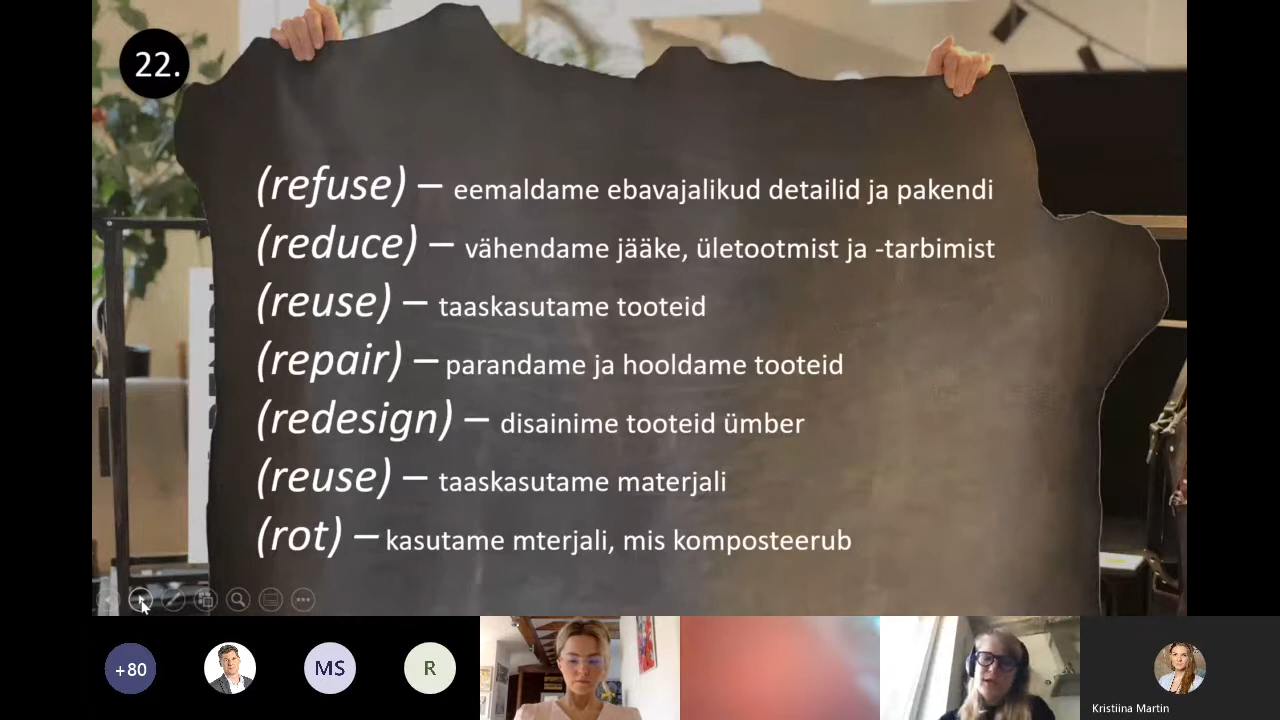 22.
(refuse) – eemaldame ebavajalikud detailid ja pakendi
(reduce) – vähendame jääke, ületootmist ja -tarbimist
(reuse) – taaskasutame tooteid
(repair) – parandame ja hooldame tooteid
(redesign) – disainime tooteid ümber
(reuse) – taaskasutame materjali
(rot) – kasutame mterjali, mis komposteerub
+80
MS
R
Kristiina Martin